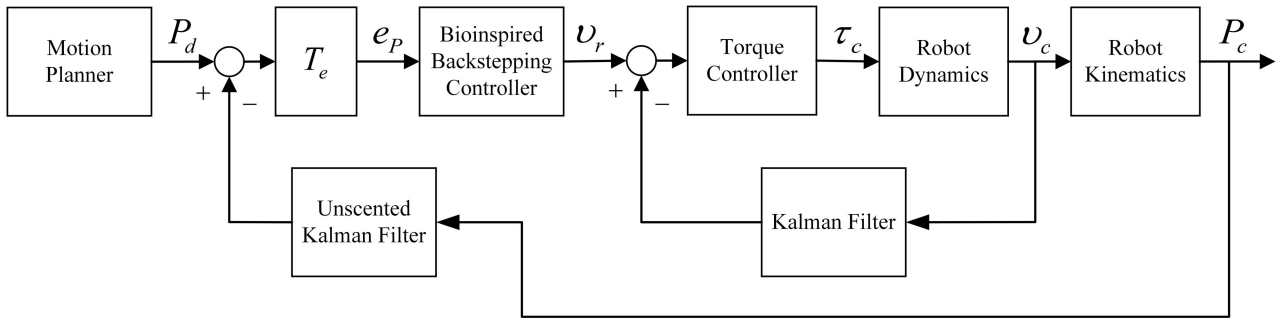 Motion
Planner
P_d
+
−
T_e
e_P
Bioinspired
Backstepping
Controller
υ_r
+
−
Torque
Controller
τ_c
Robot
Dynamics
υ_c
Robot
Kinematics
P_c
Unscented
Kalman Filter
Kalman Filter